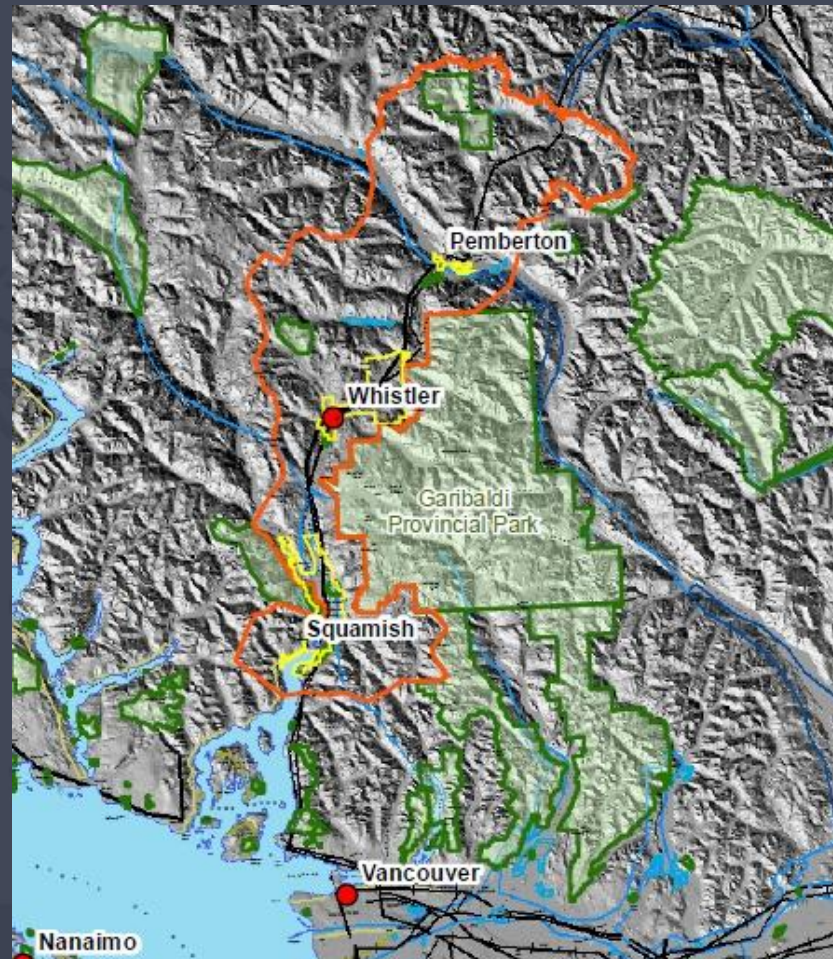 Pemberton
Whistler
Garibaldi
Provincial Park
Squamish
Vancouver
Nanaimo